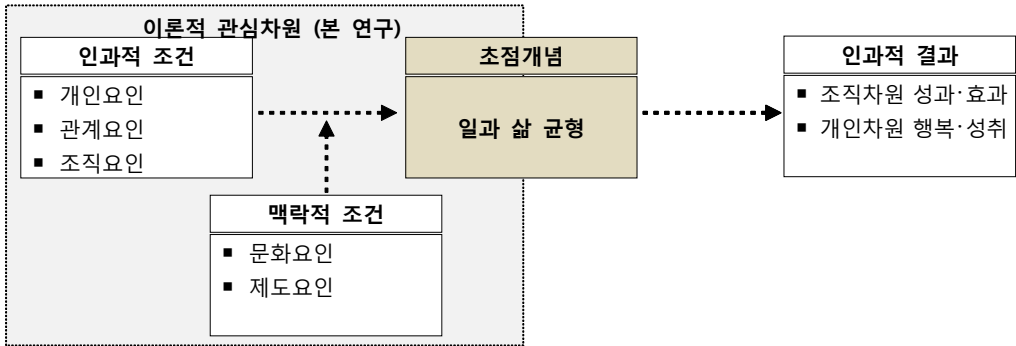 이론적 관심차원 (본 연구)
인과적 조건
▪ 개인요인
▪ 관계요인
▪ 조직요인
초점개념
일과 삶 균형
인과적 결과
▪ 조직차원 성과·효과
▪ 개인차원 행복·성취
맥락적 조건
▪ 문화요인
▪ 제도요인